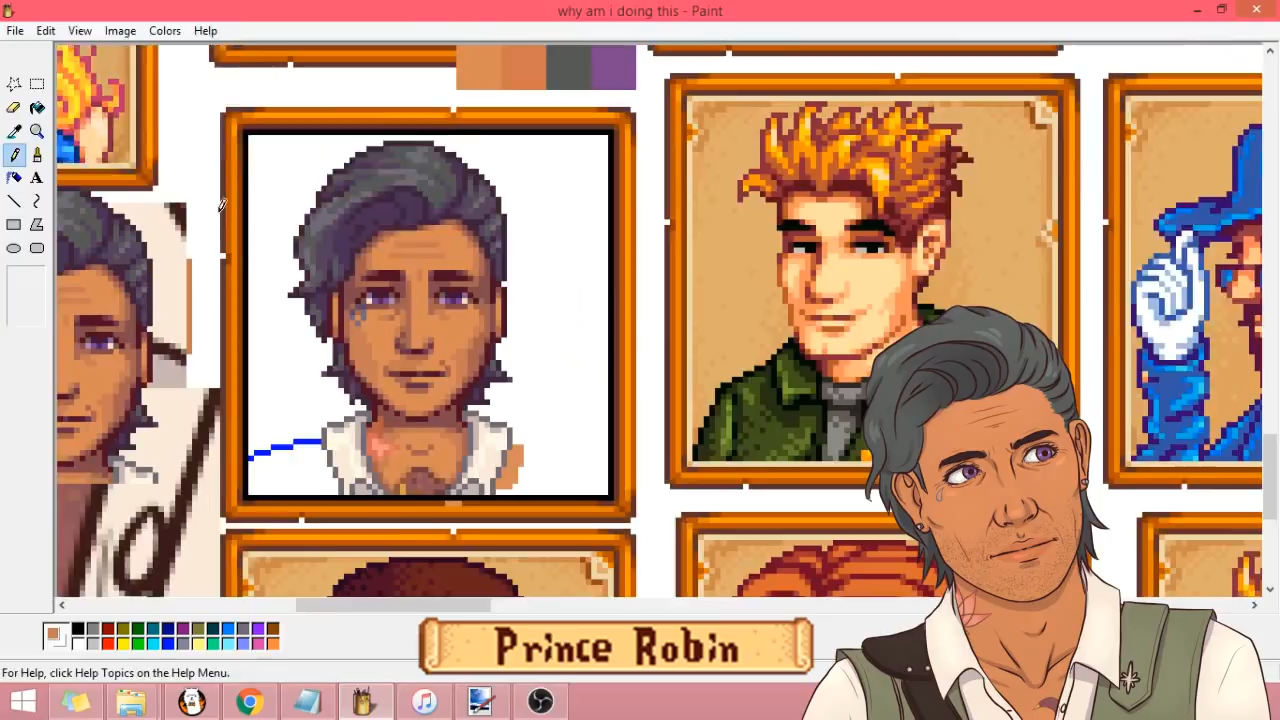 why am i doing this - Paint
File Edit View Image Colors Help
A
d
Prince Robin
For Help, click Help Topics on the Help Menu.